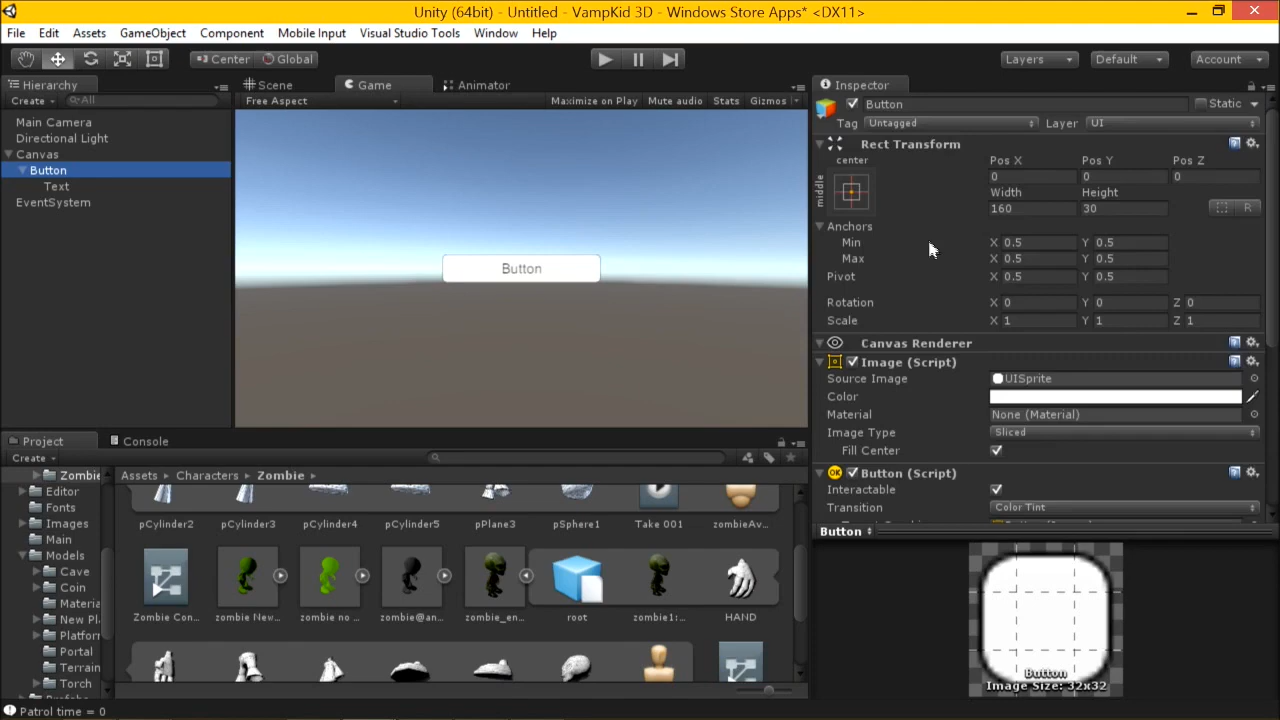 Unity (64bit) - Untitled - VampKid 3D - Windows Store Apps* <DX11>
File Edit Assets GameObject Component Mobile Input Visual Studio Tools Window Help
Center Global Layers Default Account
Hierarchy Scene Game Animator Inspector
Create All Free Aspect Maximize on Play Mute audio Stats Gizmos
Button Static
Tag Untagged Layer UI
Main Camera
Directional Light
Canvas
Button
Text
EventSystem
Button
Rect Transform
center Pos X Pos Y Pos Z
middle 0 0 0
Width Height
160 30 R
Anchors
Min X 0.5 Y 0.5
Max X 0.5 Y 0.5
Pivot X 0.5 Y 0.5
Rotation X 0 Y 0 Z 0
Scale X 1 Y 1 Z 1
Canvas Renderer
Image (Script)
Source Image UISprite
Color
Material None (Material)
Image Type Sliced
Fill Center
OK Button (Script)
Interactable
Transition Color Tint
Button
Button
Image Size: 32x32
Project Console
Create
Assets Characters Zombie
Zombie
Editor
Fonts
Images
Main
Models
Cave
Coin
Materia
New Pl
Platfor
Portal
Terrain
Torch
pCylinder2 pCylinder3 pCylinder4 pCylinder5 pPlane3 pSphere1 Take 001 zombieAv...
Zombie Con... zombie New... zombie no ... zombie@an... zombie_en... root zombie1:... HAND
Patrol time = 0